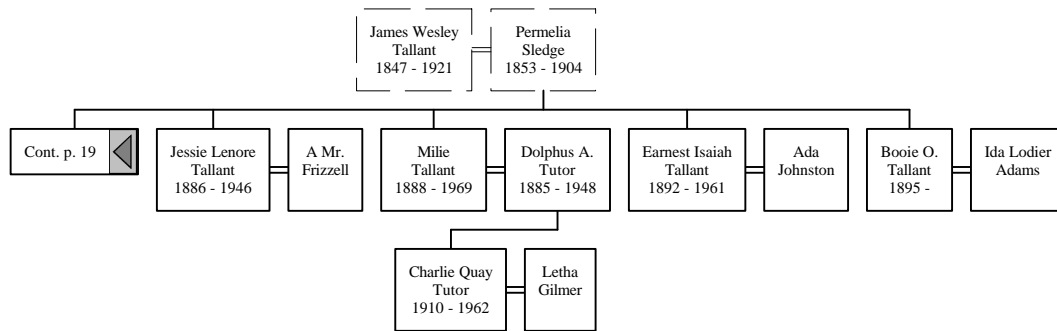 James Wesley
Tallant
1847 - 1921
Permelia
Sledge
1853 - 1904
Cont. p. 19
Jessie Lenore
Tallant
1886 - 1946
A Mr.
Frizzell
Milie
Tallant
1888 - 1969
Dolphus A.
Tutor
1885 - 1948
Earnest Isaiah
Tallant
1892 - 1961
Ada
Johnston
Booie O.
Tallant
1895 -
Ida Lodier
Adams
Charlie Quay
Tutor
1910 - 1962
Letha
Gilmer